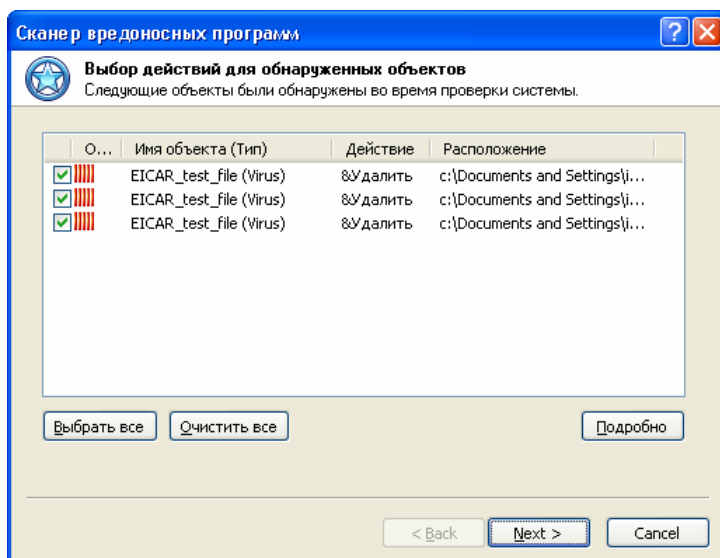 Сканер вредоносных программ
Выбор действий для обнаруженных объектов
Следующие объекты были обнаружены во время проверки системы.
О... Имя объекта (Тип) Действие Расположение
EICAR_test_file (Virus) &Удалить c:\Documents and Settings\i...
EICAR_test_file (Virus) &Удалить c:\Documents and Settings\i...
EICAR_test_file (Virus) &Удалить c:\Documents and Settings\i...
Выбрать все Очистить все Подробно
< Back Next > Cancel